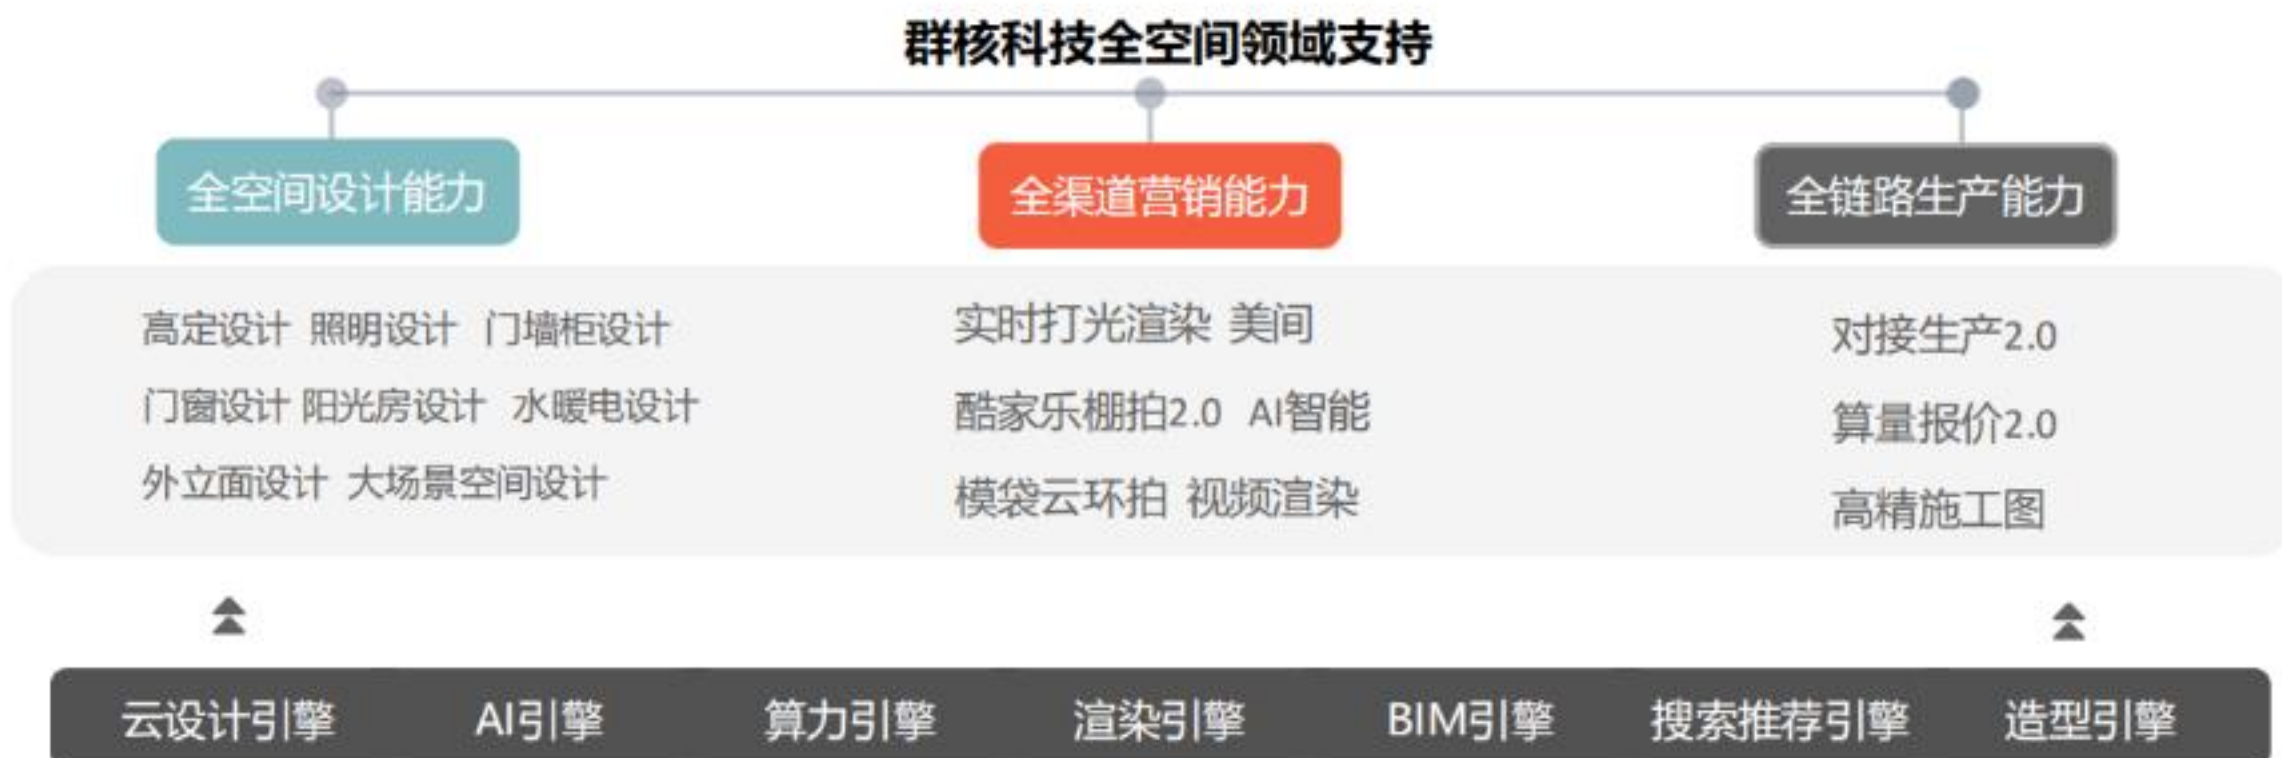 群核科技全空间领域支持
全空间设计能力
全渠道营销能力
全链路生产能力
高定设计 照明设计 门墙柜设计
门窗设计 阳光房设计 水暖电设计
外立面设计 大场景空间设计
实时打光渲染 美间
酷家乐棚拍2.0 AI智能
模袋云环拍 视频渲染
对接生产2.0
算量报价2.0
高精施工图
云设计引擎 AI引擎 算力引擎 渲染引擎 BIM引擎 搜索推荐引擎 造型引擎